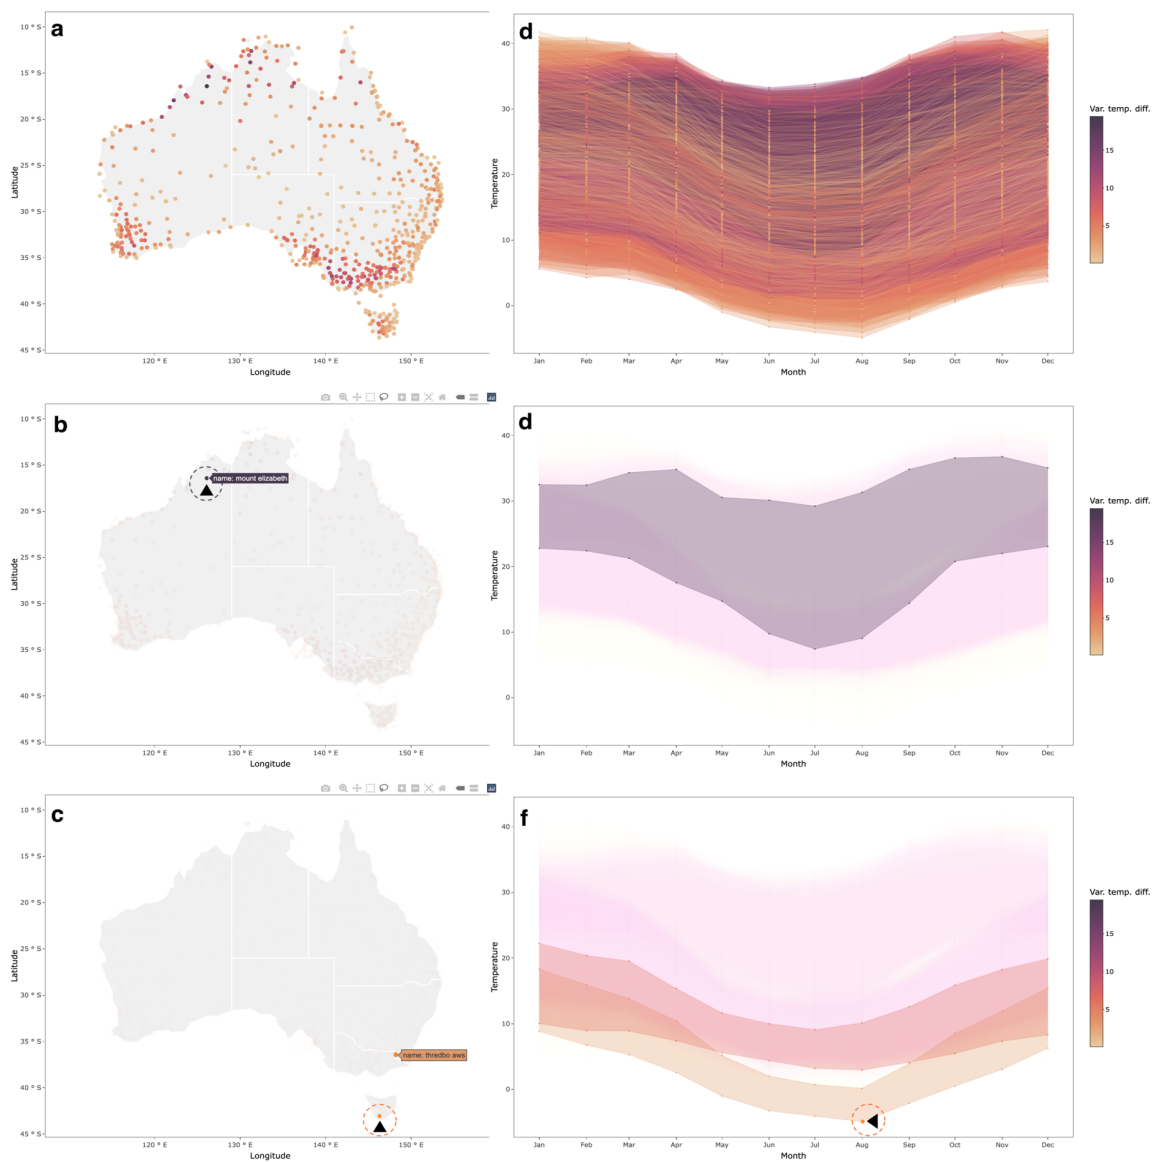 a
10 ° S
15 ° S
20 ° S
25 ° S
30 ° S
35 ° S
40 ° S
45 ° S
Latitude
120 ° E
130 ° E
140 ° E
150 ° E
Longitude
d
40
30
20
10
0
Temperature
Jan
Feb
Mar
Apr
May
Jun
Jul
Aug
Sep
Oct
Nov
Dec
Month
Var. temp. diff.
15
10
5
b
name: mount elizabeth
10 ° S
15 ° S
20 ° S
25 ° S
30 ° S
35 ° S
40 ° S
45 ° S
Latitude
120 ° E
130 ° E
140 ° E
150 ° E
Longitude
d
40
30
20
10
0
Temperature
Jan
Feb
Mar
Apr
May
Jun
Jul
Aug
Sep
Oct
Nov
Dec
Month
Var. temp. diff.
15
10
5
c
name: thredbo aws
10 ° S
15 ° S
20 ° S
25 ° S
30 ° S
35 ° S
40 ° S
45 ° S
Latitude
120 ° E
130 ° E
140 ° E
150 ° E
Longitude
f
40
30
20
10
0
Temperature
Jan
Feb
Mar
Apr
May
Jun
Jul
Aug
Sep
Oct
Nov
Dec
Month
Var. temp. diff.
15
10
5